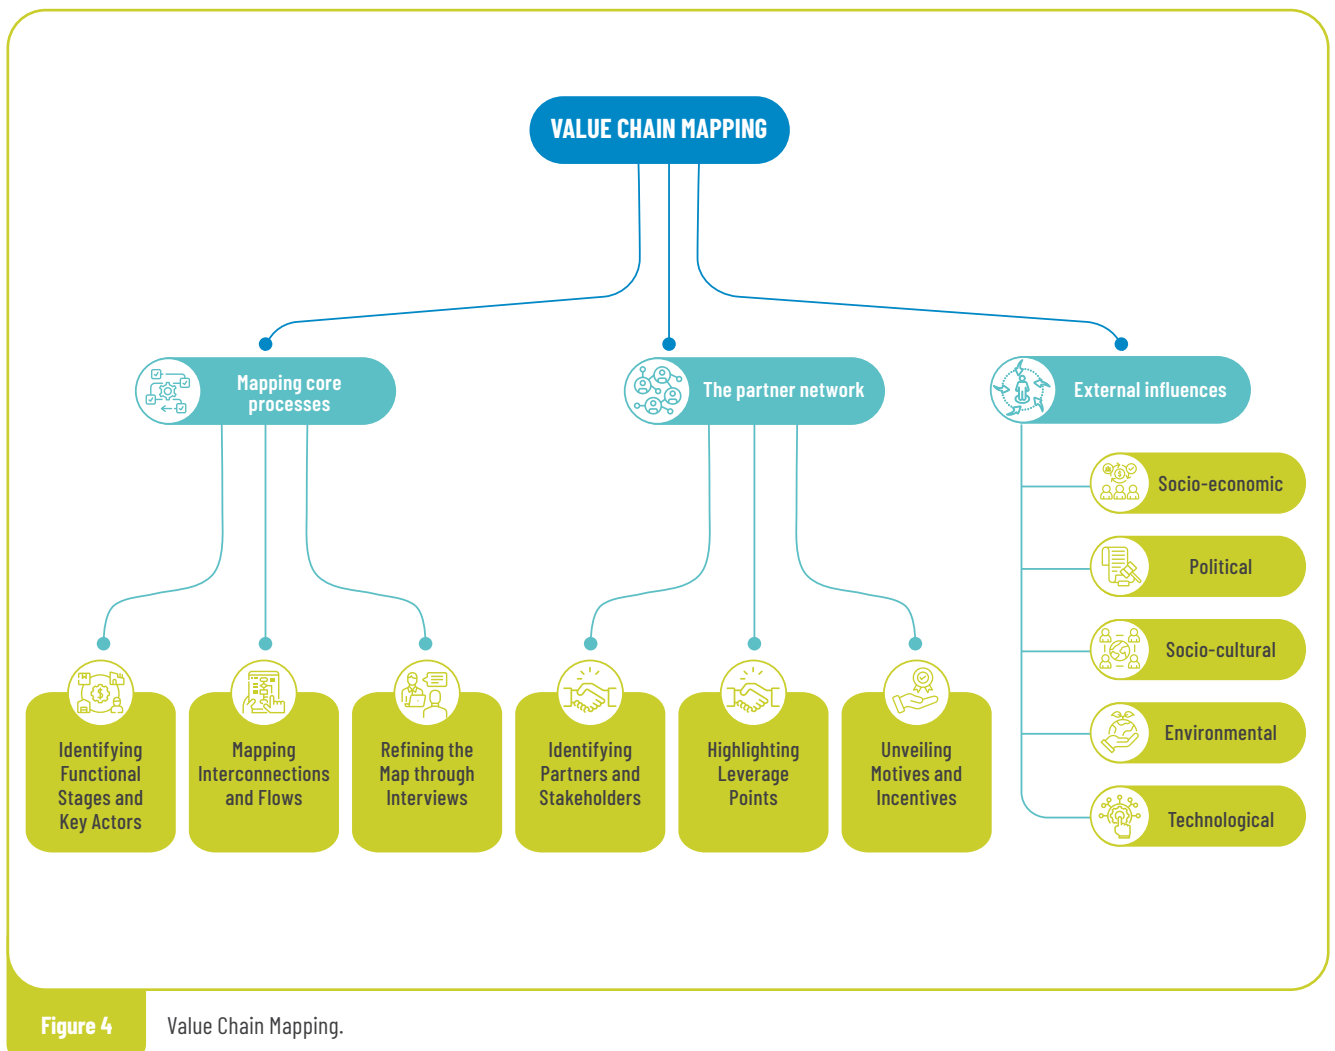 VALUE CHAIN MAPPING
Mapping core
processes
The partner network
External influences
Socio-economic
Political
Socio-cultural
Environmental
Technological
Identifying
Functional
Stages and
Key Actors
Mapping
Interconnections
and Flows
Refining the
Map through
Interviews
Identifying
Partners and
Stakeholders
Highlighting
Leverage
Points
Unveiling
Motives and
Incentives
Figure 4
Value Chain Mapping.